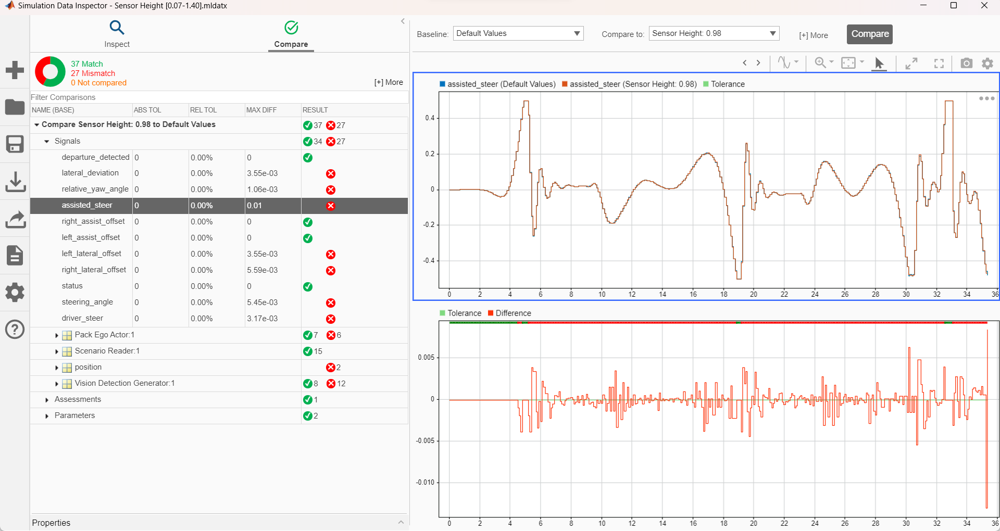 Simulation Data Inspector - Sensor Height [0.07-1.40].mldatx
Inspect
Compare
37 Match
27 Mismatch
0 Not compared
[+] More
Filter Comparisons
NAME (BASE) ABS TOL REL TOL MAX DIFF RESULT
Compare Sensor Height: 0.98 to Default Values 37 27
Signals 34 27
departure_detected 0 0.00% 0
lateral_deviation 0 0.00% 3.55e-03
relative_yaw_angle 0 0.00% 1.06e-03
assisted_steer 0 0.00% 0.01
right_assist_offset 0 0.00% 0
left_assist_offset 0 0.00% 0
left_lateral_offset 0 0.00% 3.55e-03
right_lateral_offset 0 0.00% 5.59e-03
status 0 0.00% 0
steering_angle 0 0.00% 5.45e-03
driver_steer 0 0.00% 3.17e-03
Pack Ego Actor:1 7 6
Scenario Reader:1 15
position 2
Vision Detection Generator:1 8 12
Assessments 1
Parameters 2
Properties
Baseline: Default Values Compare to: Sensor Height: 0.98 [+] More Compare
assisted_steer (Default Values) assisted_steer (Sensor Height: 0.98) Tolerance
0.4
0.2
0
-0.2
-0.4
0 2 4 6 8 10 12 14 16 18 20 22 24 26 28 30 32 34 36
Tolerance Difference
0.005
0
-0.005
-0.010
0 2 4 6 8 10 12 14 16 18 20 22 24 26 28 30 32 34 36